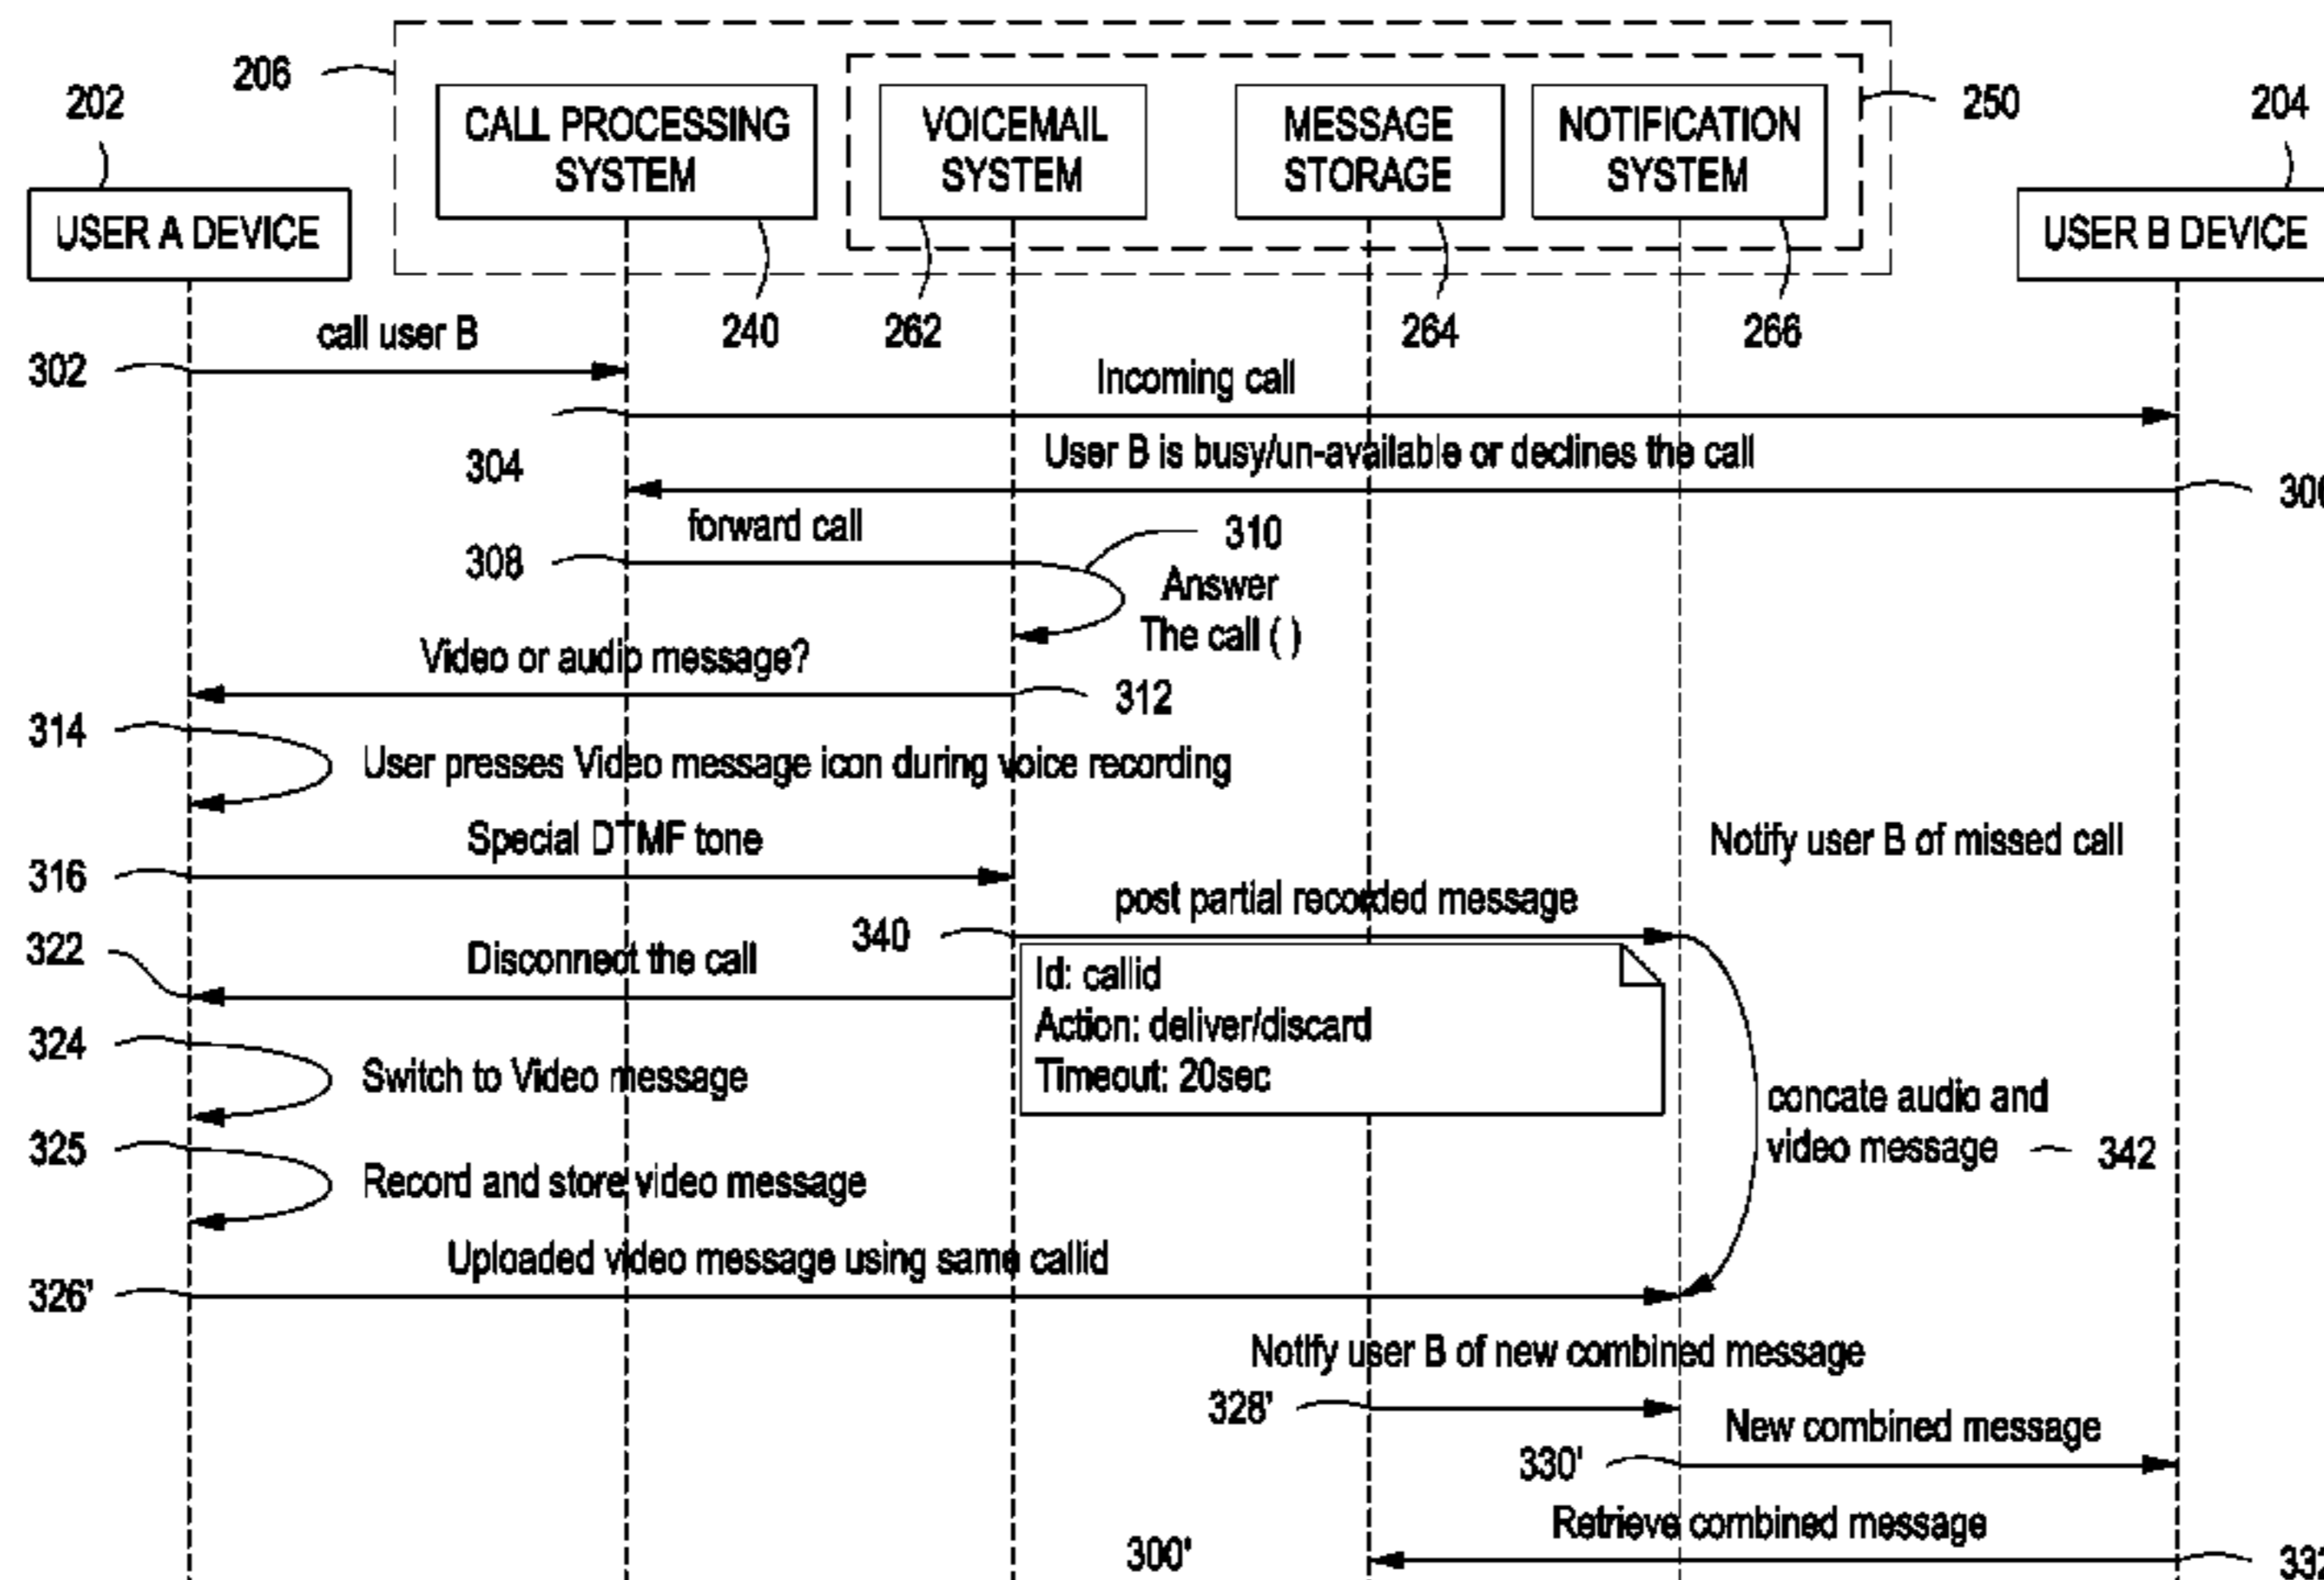 206
202
250
204
CALL PROCESSING
SYSTEM
VOICEMAIL
SYSTEM
MESSAGE
STORAGE
NOTIFICATION
SYSTEM
USER A DEVICE
USER B DEVICE
240
262
264
266
call user B
302
Incoming call
304
User B is busy/un-available or declines the call
forward call
308
310
Answer
The call ( )
Video or audio message?
312
314
User presses Video message icon during voice recording
Special DTMF tone
316
Notify user B of missed call
post partial recorded message
340
322
Disconnect the call
Id: callid
Action: deliver/discard
Timeout: 20sec
324
Switch to Video message
concate audio and
video message
342
325
Record and store video message
Uploaded video message using same callid
326'
Notify user B of new combined message
328'
New combined message
330'
Retrieve combined message
300'
332